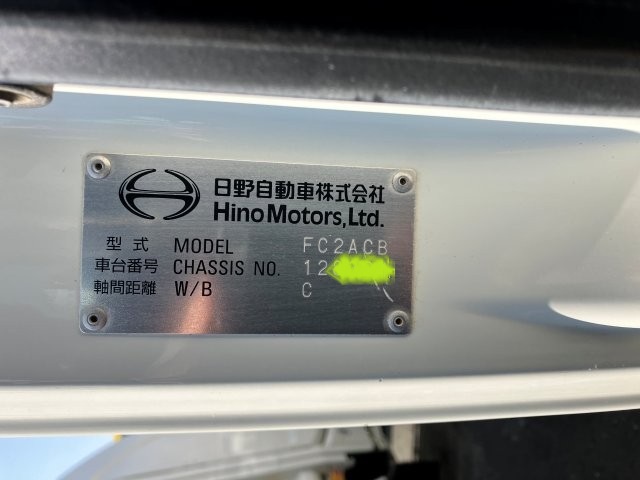 日野自動車株式会社
Hino Motors, Ltd.
型式 MODEL FC2ACB
車台番号 CHASSIS NO. 12
軸間距離 W/B C